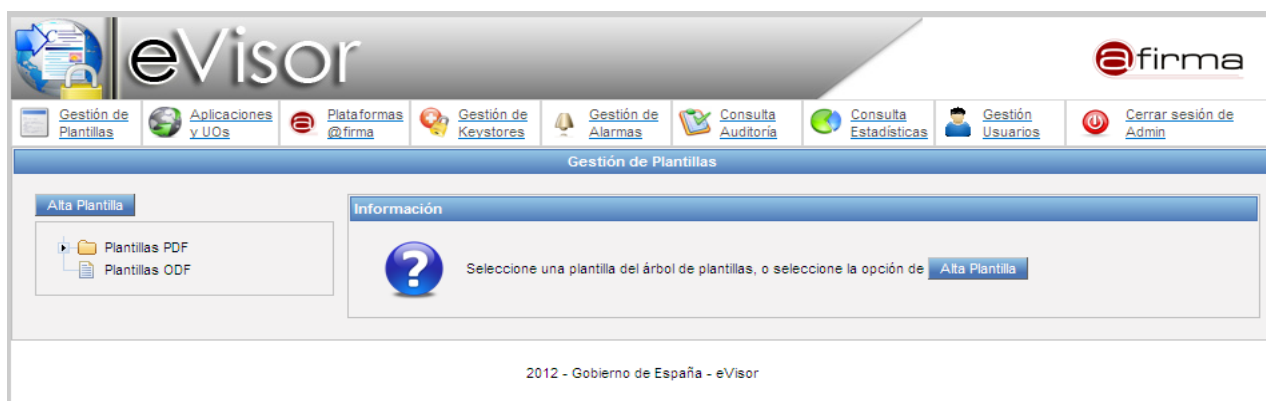 eVisor
@firma
Gestión de Plantillas
Aplicaciones y UOs
Plataformas @firma
Gestión de Keystores
Gestión de Alarmas
Consulta Auditoría
Consulta Estadísticas
Gestión Usuarios
Cerrar sesión de Admin
Gestión de Plantillas
Alta Plantilla
Información
Plantillas PDF
Plantillas ODF
Seleccione una plantilla del árbol de plantillas, o seleccione la opción de Alta Plantilla
2012 - Gobierno de España - eVisor